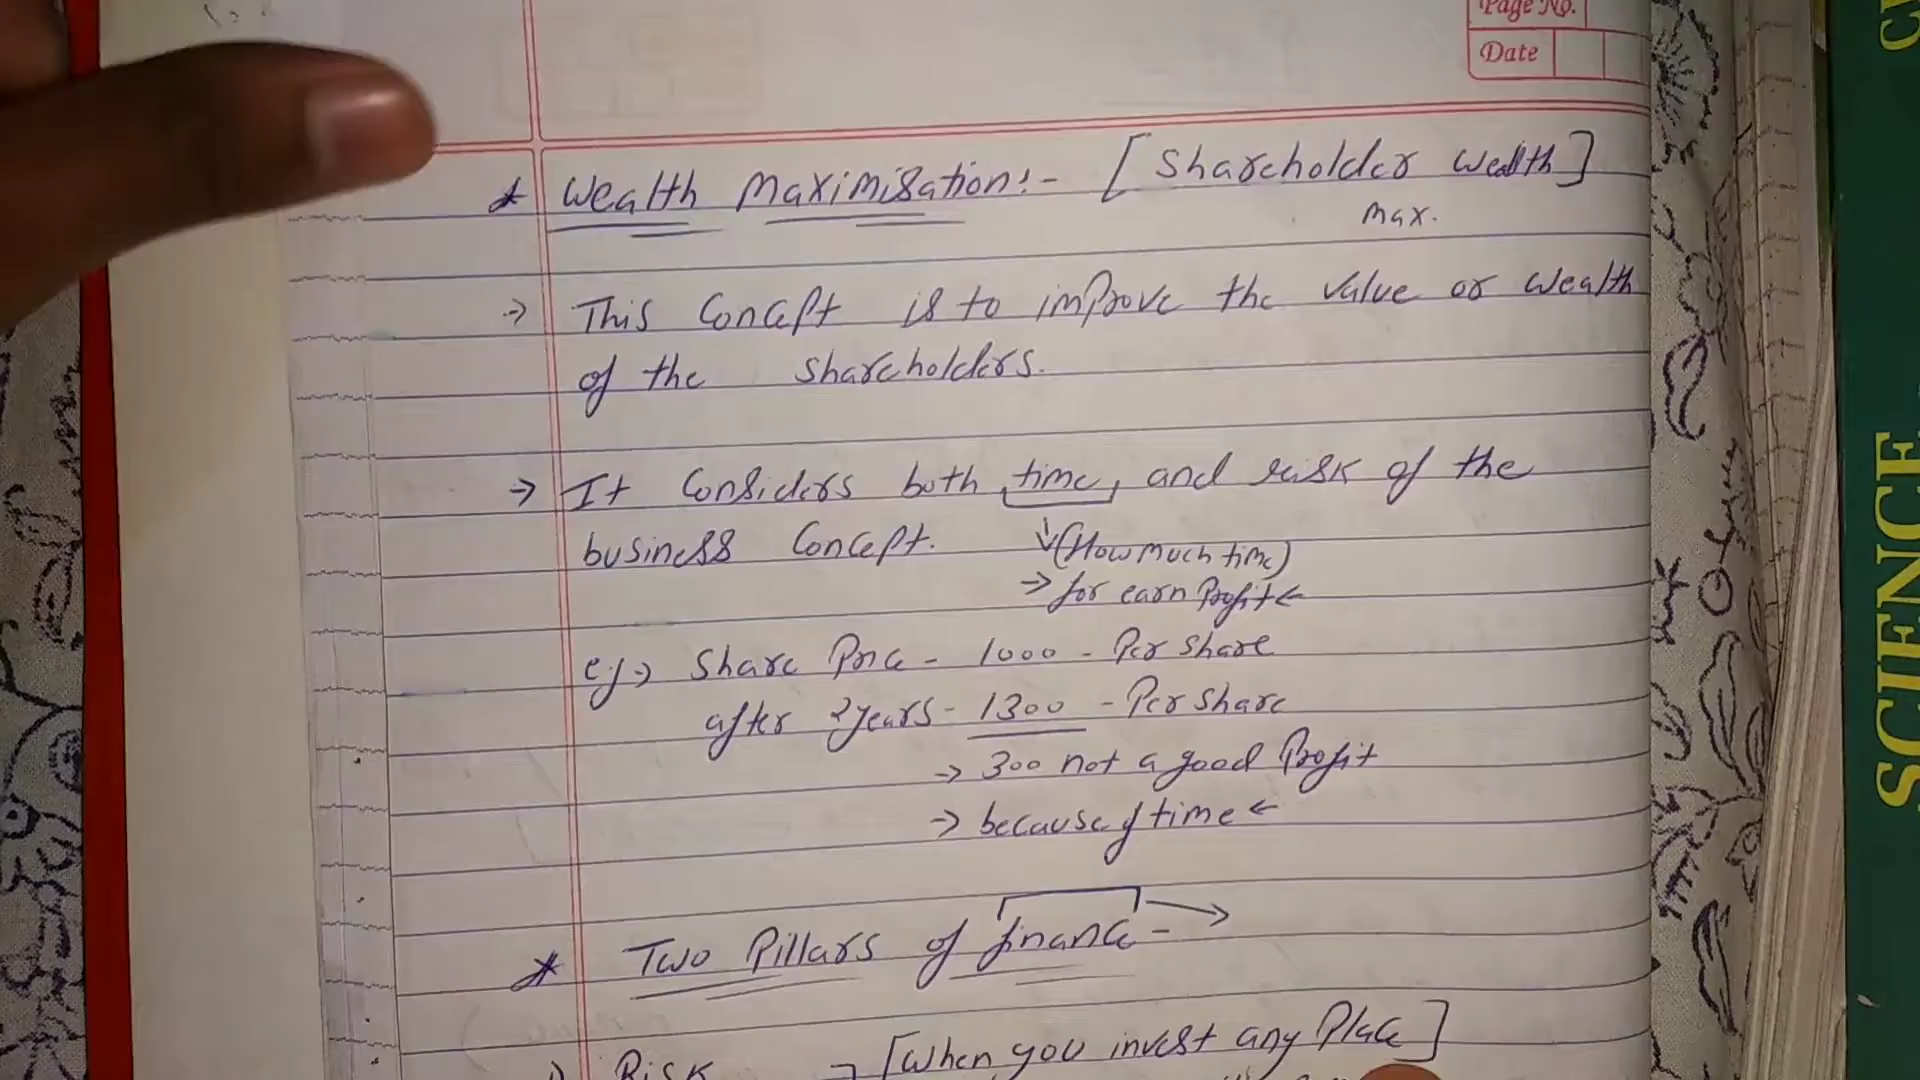 Page No.
Date
* Wealth Maximisation:- [Shareholder Wealth]
max.
→ This Concept is to improve the value or wealth
of the shareholders.
→ It Considers both time, and risk of the
business Concept. ↓(How much time)
→ for earn Profit ←
eg→ Share Price - 1000 - Per share
after 2 years - 1300 - Per share
→ 300 not a good Profit
→ because of time ←
* Two Pillars of finance - →
1) Risk → [When you invest any Place]
SCIENCE